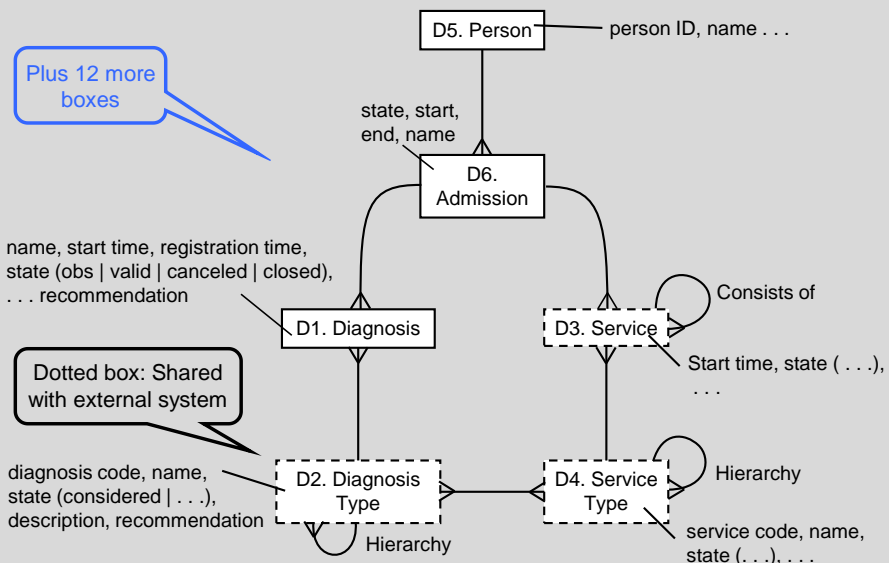 D5. Person
person ID, name . . .
Plus 12 more
boxes
state, start,
end, name
D6.
Admission
name, start time, registration time,
state (obs | valid | canceled | closed),
. . . recommendation
D1. Diagnosis
D3. Service
Consists of
Start time, state ( . . .),
. . .
Dotted box: Shared
with external system
diagnosis code, name,
state (considered | . . .),
description, recommendation
D2. Diagnosis
Type
Hierarchy
D4. Service
Type
Hierarchy
service code, name,
state (. . .), . . .